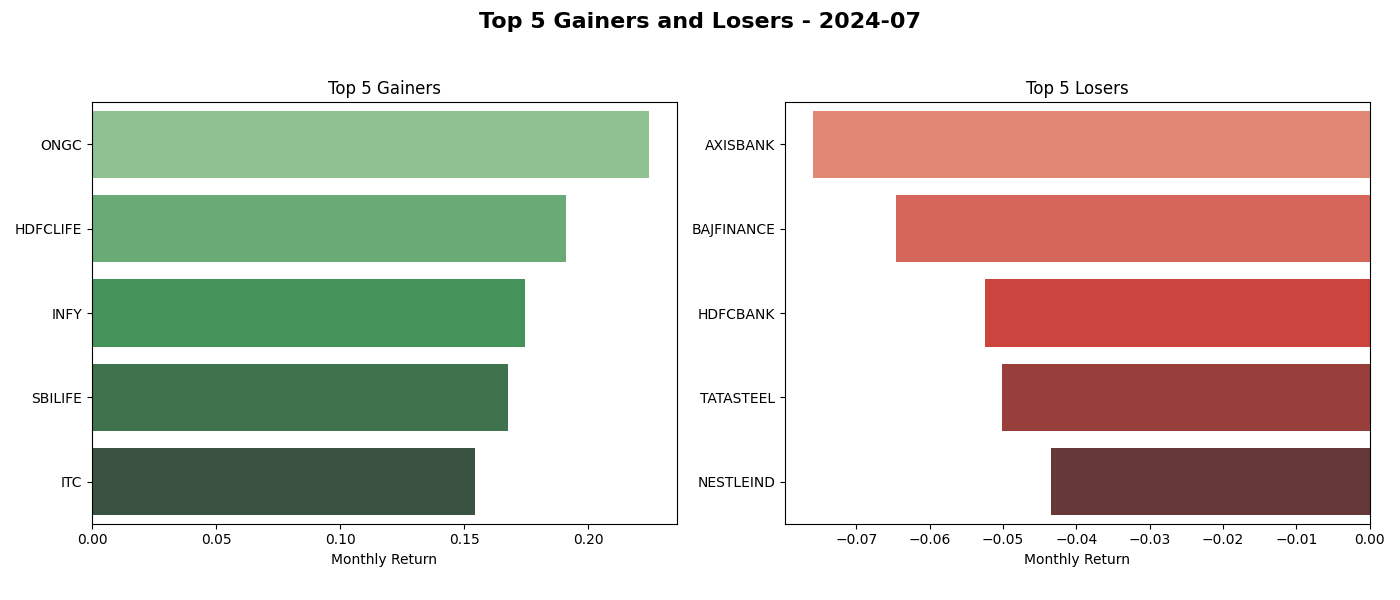 Top 5 Gainers and Losers - 2024-07
Top 5 Gainers
ONGC
HDFCLIFE
INFY
SBILIFE
ITC
0.00 0.05 0.10 0.15 0.20
Monthly Return
Top 5 Losers
AXISBANK
BAJFINANCE
HDFCBANK
TATASTEEL
NESTLEIND
−0.07 −0.06 −0.05 −0.04 −0.03 −0.02 −0.01 0.00
Monthly Return